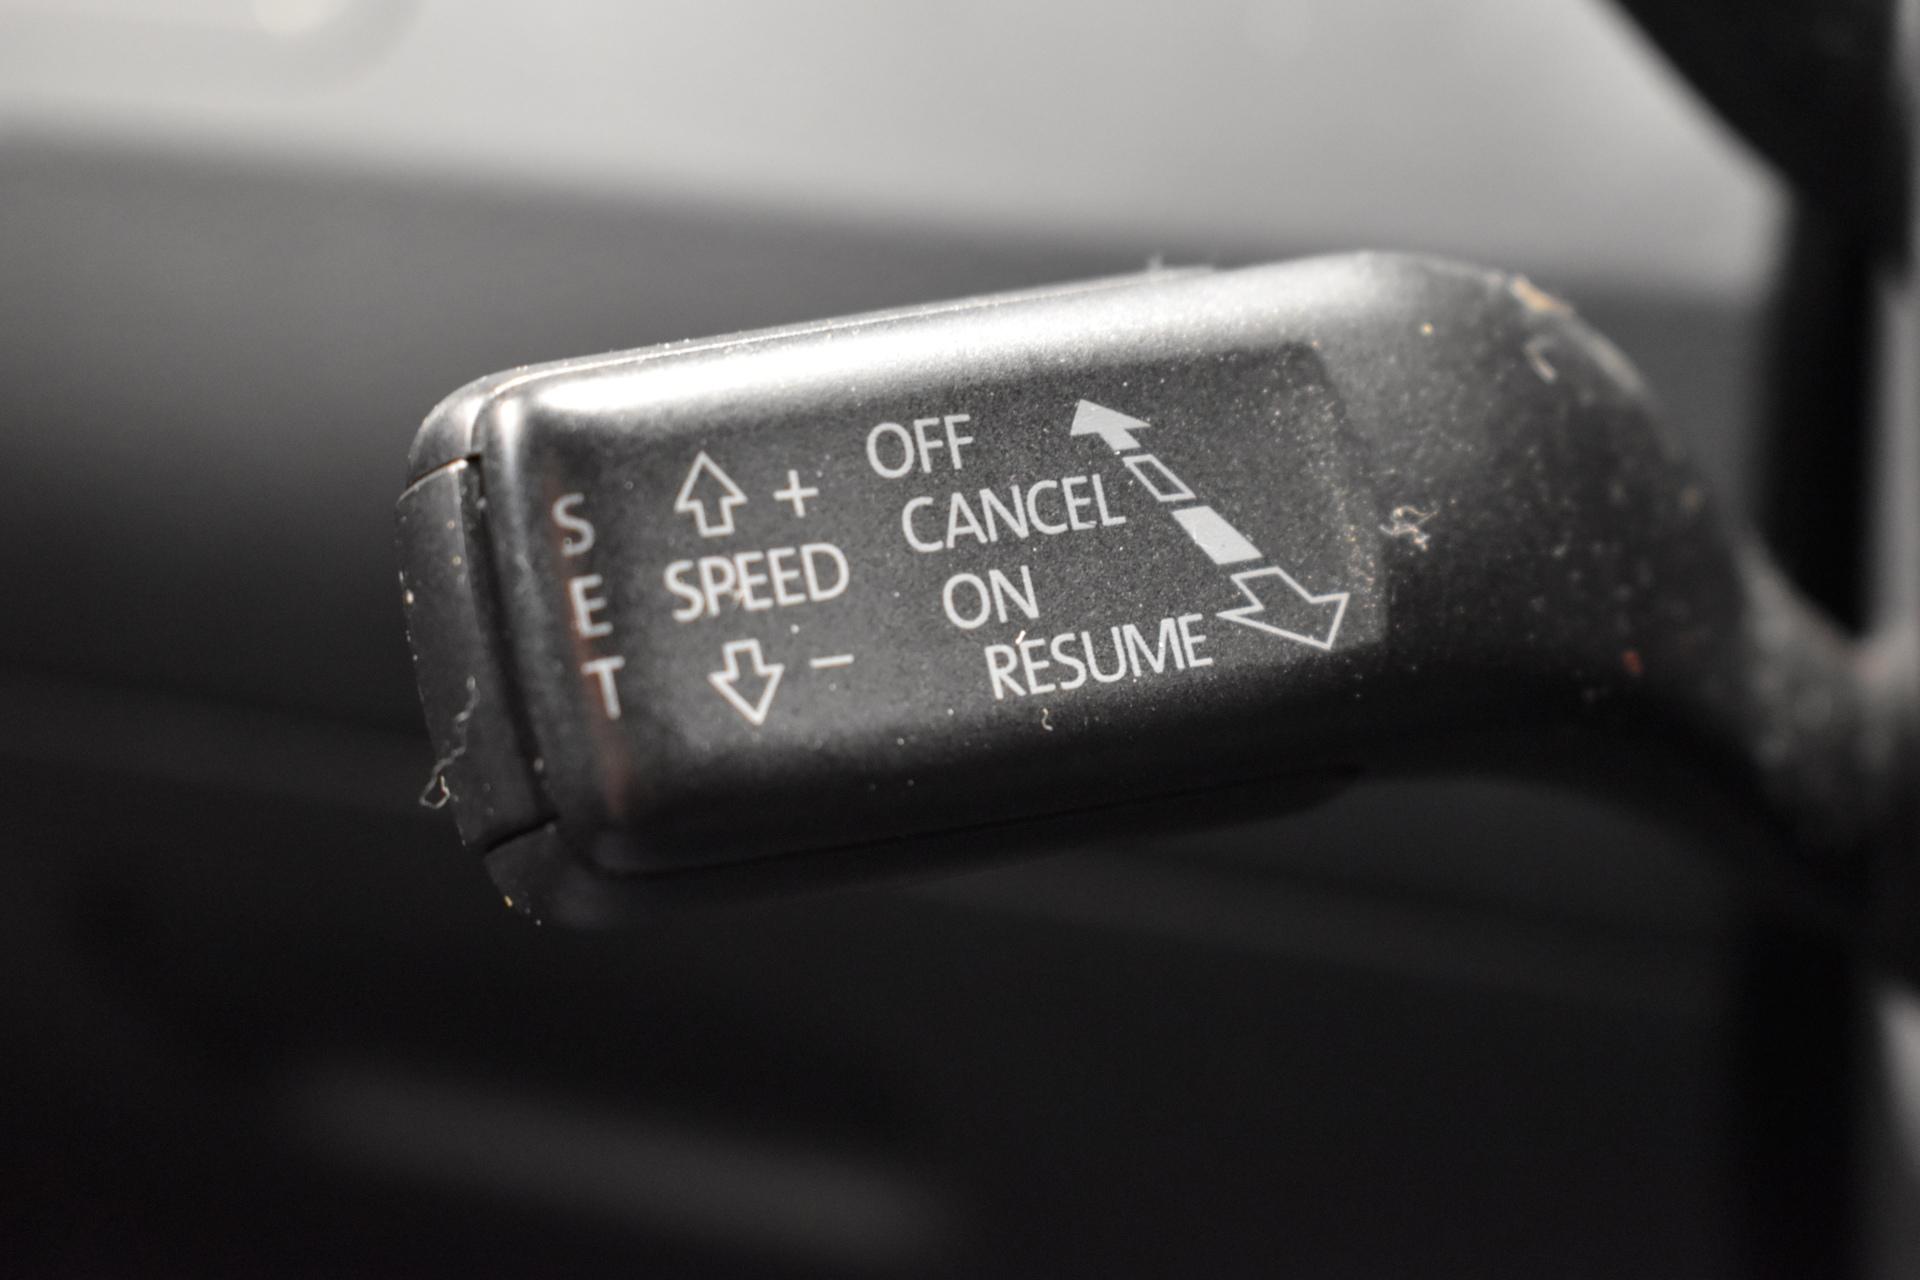 SET
+
SPEED
–
OFF
CANCEL
ON
RESUME